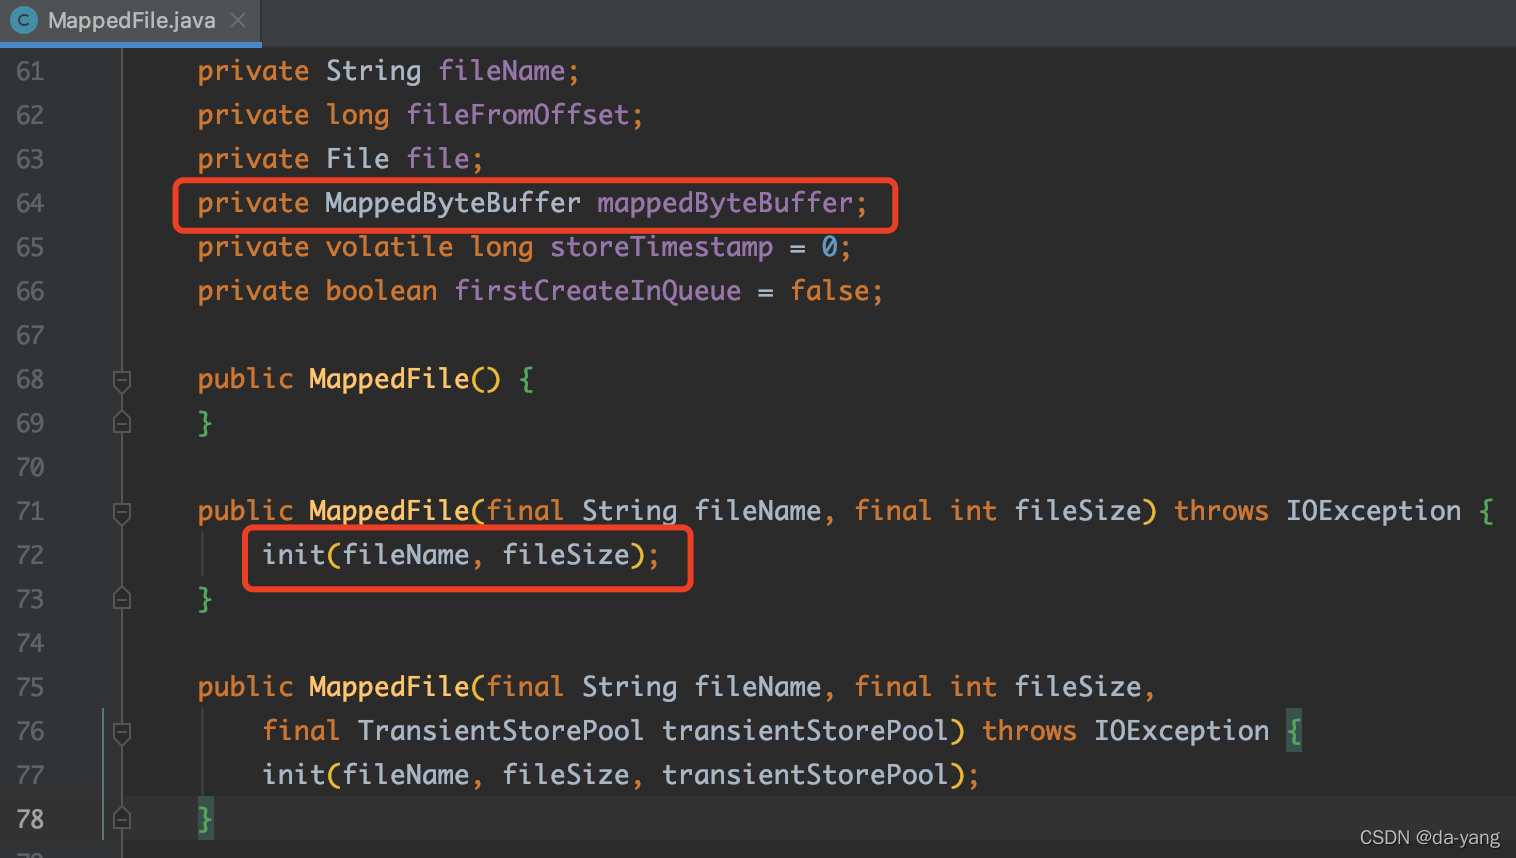 C MappedFile.java
61 private String fileName;
62 private long fileFromOffset;
63 private File file;
64 private MappedByteBuffer mappedByteBuffer;
65 private volatile long storeTimestamp = 0;
66 private boolean firstCreateInQueue = false;
67
68 public MappedFile() {
69 }
70
71 public MappedFile(final String fileName, final int fileSize) throws IOException {
72 init(fileName, fileSize);
73 }
74
75 public MappedFile(final String fileName, final int fileSize,
76 final TransientStorePool transientStorePool) throws IOException {
77 init(fileName, fileSize, transientStorePool);
78 }
CSDN @da-yang